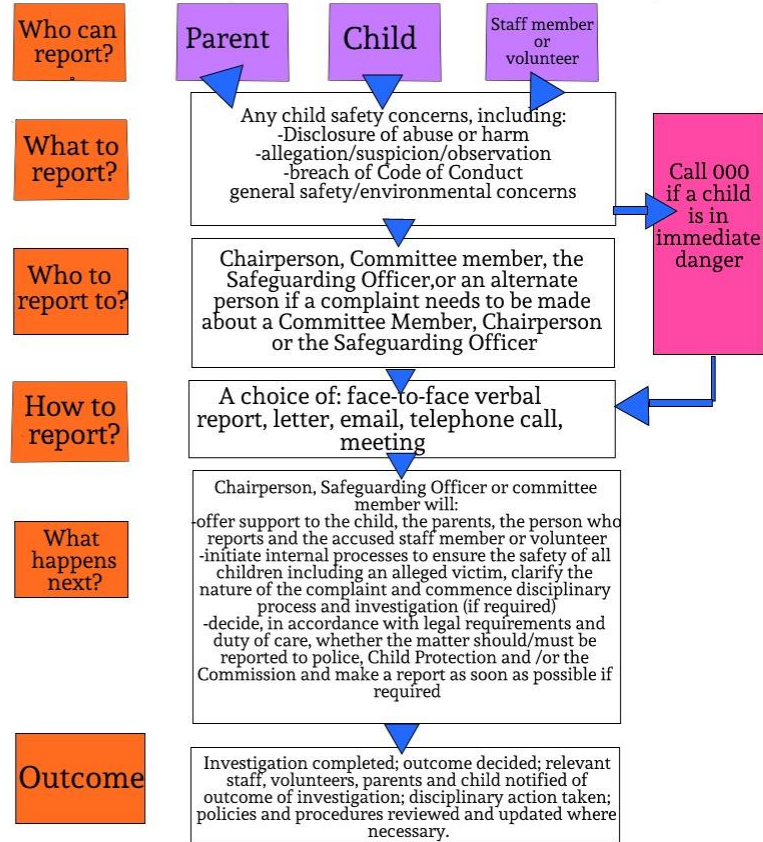 Who can
report?
Parent
Child
Staff member
or
volunteer
What to
report?
Any child safety concerns, including:
-Disclosure of abuse or harm
-allegation/suspicion/observation
-breach of Code of Conduct
general safety/environmental concerns
Call 000
if a child
is in
immediate
danger
Who to
report to?
Chairperson, Committee member, the
Safeguarding Officer,or an alternate
person if a complaint needs to be made
about a Committee Member, Chairperson
or the Safeguarding Officer
How to
report?
A choice of: face-to-face verbal
report, letter, email, telephone call,
meeting
What
happens
next?
Chairperson, Safeguarding Officer or committee
member will:
-offer support to the child, the parents, the person who
reports and the accused staff member or volunteer
-initiate internal processes to ensure the safety of all
children including an alleged victim, clarify the
nature of the complaint and commence disciplinary
process and investigation (if required)
-decide, in accordance with legal requirements and
duty of care, whether the matter should/must be
reported to police, Child Protection and /or the
Commission and make a report as soon as possible if
required
Outcome
Investigation completed; outcome decided; relevant
staff, volunteers, parents and child notified of
outcome of investigation; disciplinary action taken;
policies and procedures reviewed and updated where
necessary.